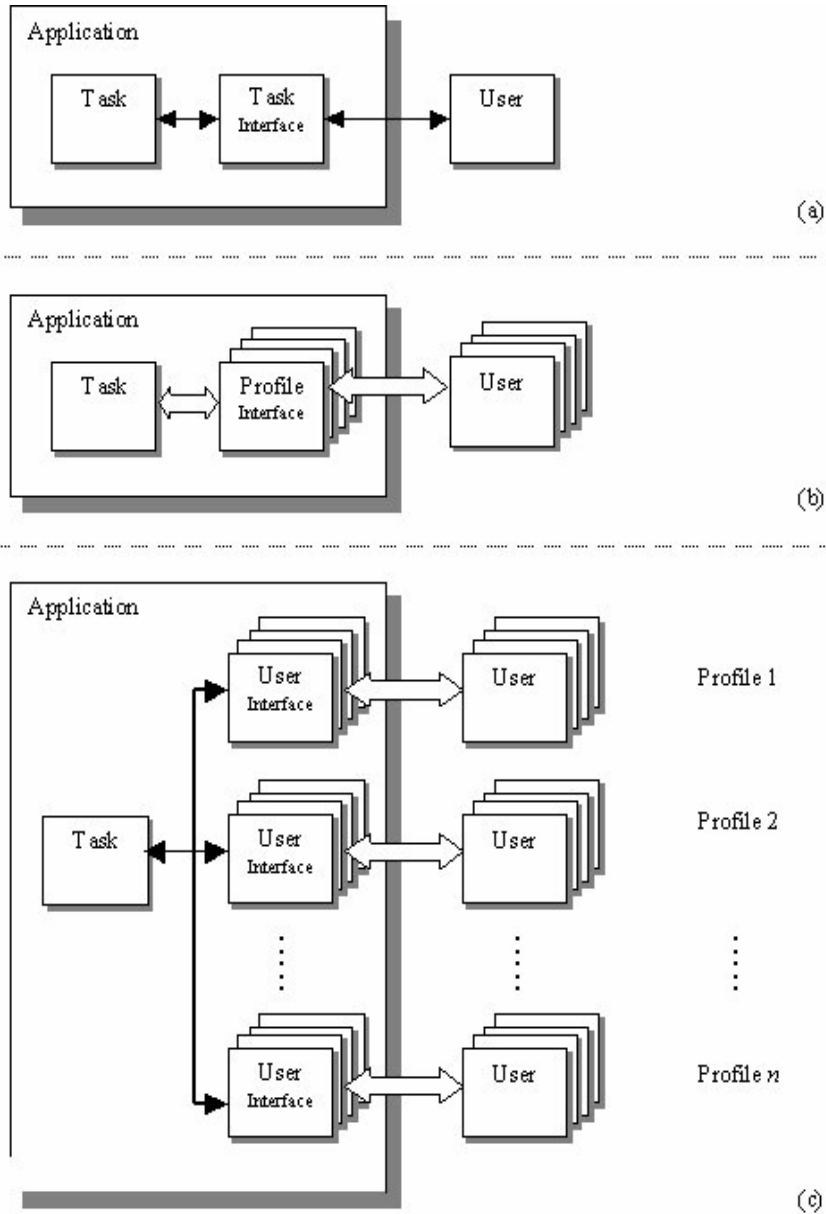 Application
Task
Task
Interface
User
(a)
Application
Task
Profile
Interface
User
(b)
Application
User
Interface
User
Profile 1
Task
User
Interface
User
Profile 2
User
Interface
User
Profile n
(c)